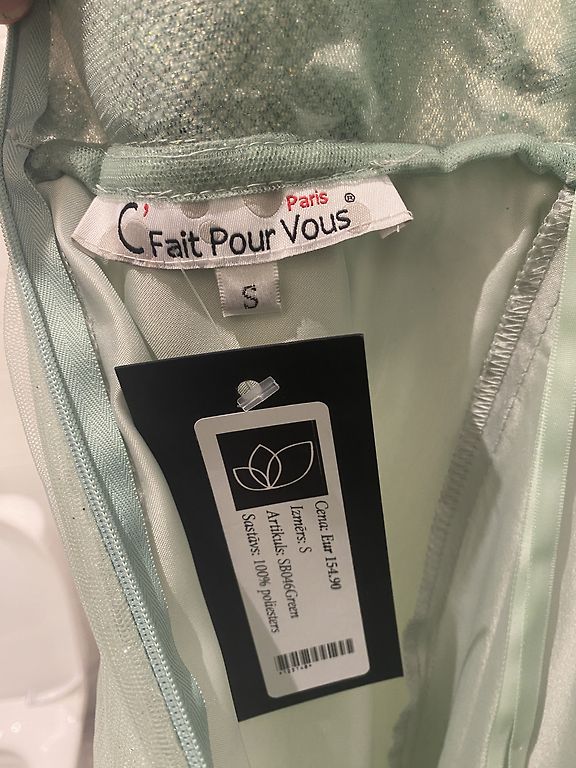 Paris
C' Fait Pour Vous®
S
Cena: Eur 154.90
Izmērs: S
Artikuls: SB046Green
Sastāvs: 100% poliesters